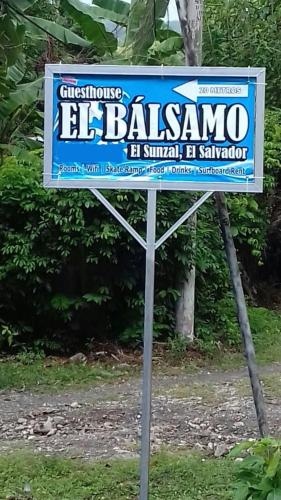 20 METROS
Guesthouse
EL BÁLSAMO
El Sunzal, El Salvador
Rooms | Wifi | Skate Ramp | Food | Drinks | Surfboard Rent